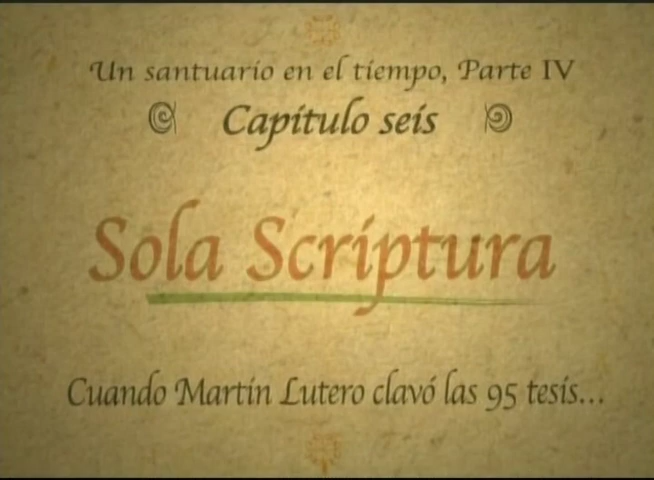 Un santuario en el tiempo, Parte IV
Capítulo seis
Sola Scriptura
Cuando Martín Lutero clavó las 95 tesis...